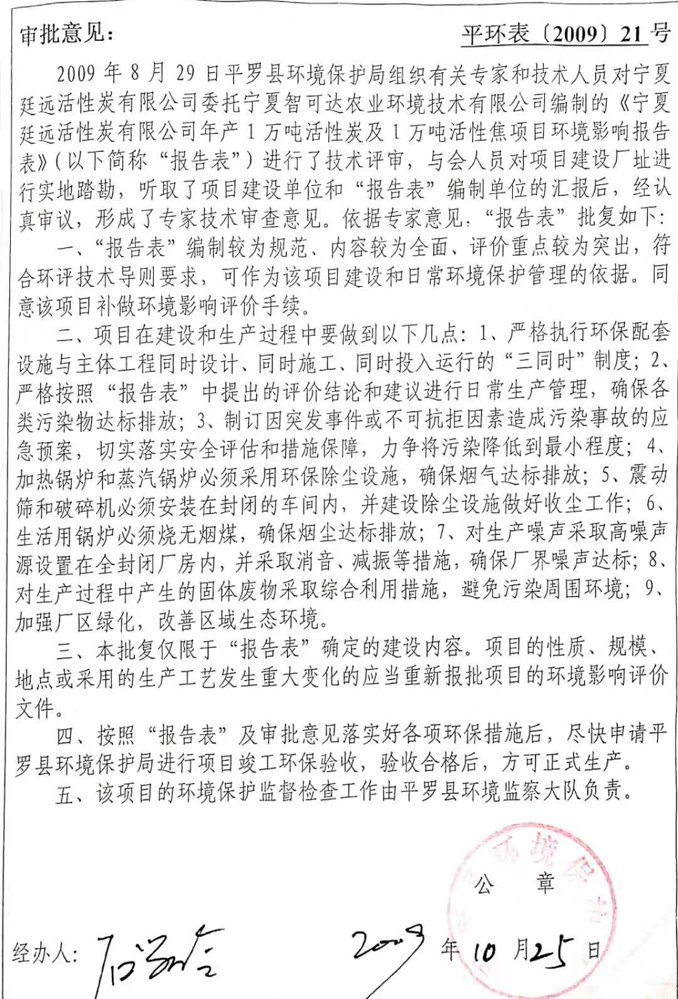 审批意见：
平环表〔2009〕21 号
2009 年 8 月 29 日平罗县环境保护局组织有关专家和技术人员对宁夏
廷远活性炭有限公司委托宁夏智可达农业环境技术有限公司编制的《宁夏
廷远活性炭有限公司年产 1 万吨活性炭及 1 万吨活性焦项目环境影响报告
表》（以下简称“报告表”）进行了技术评审，与会人员对项目建设厂址进
行实地踏勘，听取了项目建设单位和“报告表”编制单位的汇报后，经认
真审议，形成了专家技术审查意见。依据专家意见，“报告表”批复如下：
一、“报告表”编制较为规范、内容较为全面、评价重点较为突出，符
合环评技术导则要求，可作为该项目建设和日常环境保护管理的依据。同
意该项目补做环境影响评价手续。
二、项目在建设和生产过程中要做到以下几点：1、严格执行环保配套
设施与主体工程同时设计、同时施工、同时投入运行的“三同时”制度；2、
严格按照“报告表”中提出的评价结论和建议进行日常生产管理，确保各
类污染物达标排放；3、制订因突发事件或不可抗拒因素造成污染事故的应
急预案，切实落实安全评估和措施保障，力争将污染降低到最小程度；4、
加热锅炉和蒸汽锅炉必须采用环保除尘设施，确保烟气达标排放；5、震动
筛和破碎机必须安装在封闭的车间内，并建设除尘设施做好收尘工作；6、
生活用锅炉必须烧无烟煤，确保烟尘达标排放；7、对生产噪声采取高噪声
源设置在全封闭厂房内，并采取消音、减振等措施，确保厂界噪声达标；8、
对生产过程中产生的固体废物采取综合利用措施，避免污染周围环境；9、
加强厂区绿化，改善区域生态环境。
三、本批复仅限于“报告表”确定的建设内容。项目的性质、规模、
地点或采用的生产工艺发生重大变化的应当重新报批项目的环境影响评价
文件。
四、按照“报告表”及审批意见落实好各项环保措施后，尽快申请平
罗县环境保护局进行项目竣工环保验收，验收合格后，方可正式生产。
五、该项目的环境保护监督检查工作由平罗县环境监察大队负责。
环境保
公 章
经办人：
2009 年 10 月 25 日